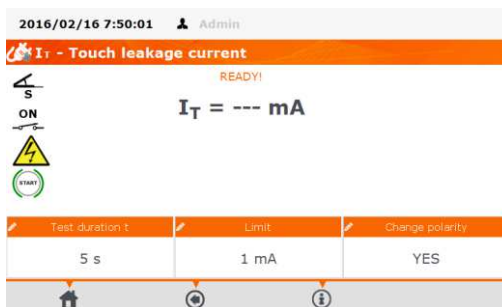 2016/02/16 7:50:01 Admin
IT - Touch leakage current
READY!
IT = --- mA
S
ON
START
Test duration t Limit Change polarity
5 s 1 mA YES
i